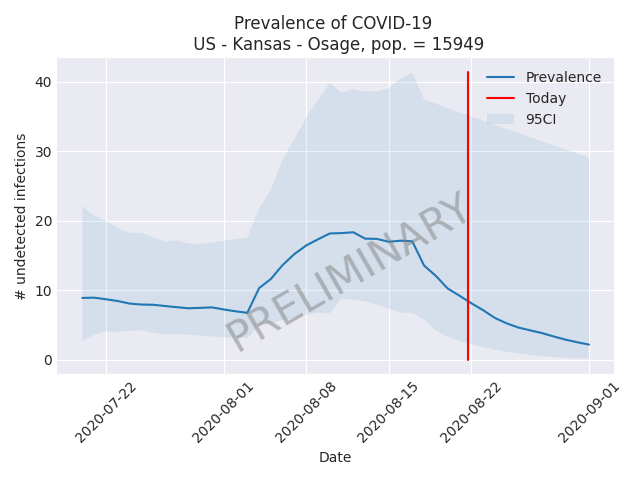 Prevalence of COVID-19
US - Kansas - Osage, pop. = 15949
# undetected infections
40
30
20
10
0
Prevalence
Today
95CI
PRELIMINARY
2020-07-22
2020-08-01
2020-08-08
2020-08-15
2020-08-22
2020-09-01
Date